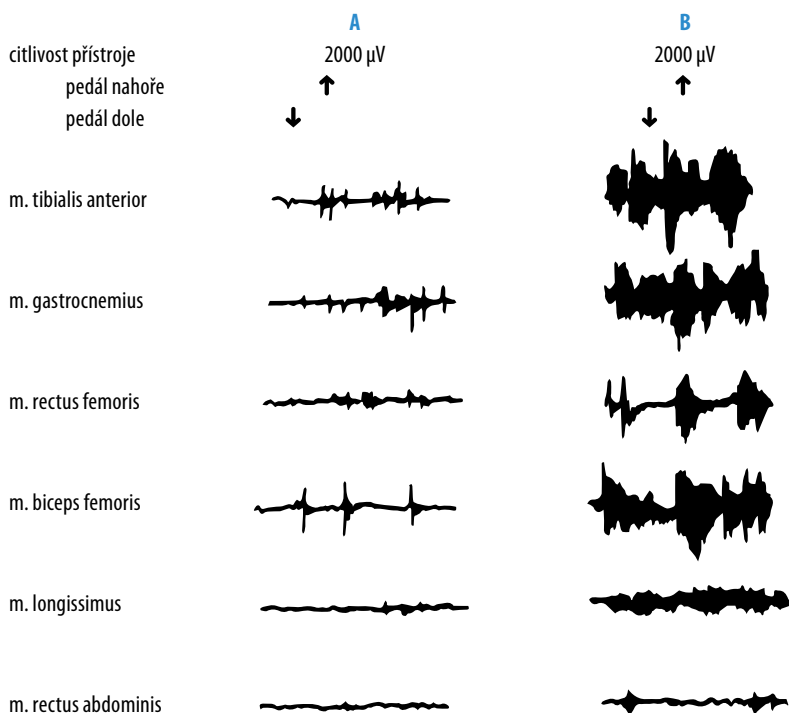 A B
citlivost přístroje 2000 μV 2000 μV
pedál nahoře
pedál dole
m. tibialis anterior
m. gastrocnemius
m. rectus femoris
m. biceps femoris
m. longissimus
m. rectus abdominis